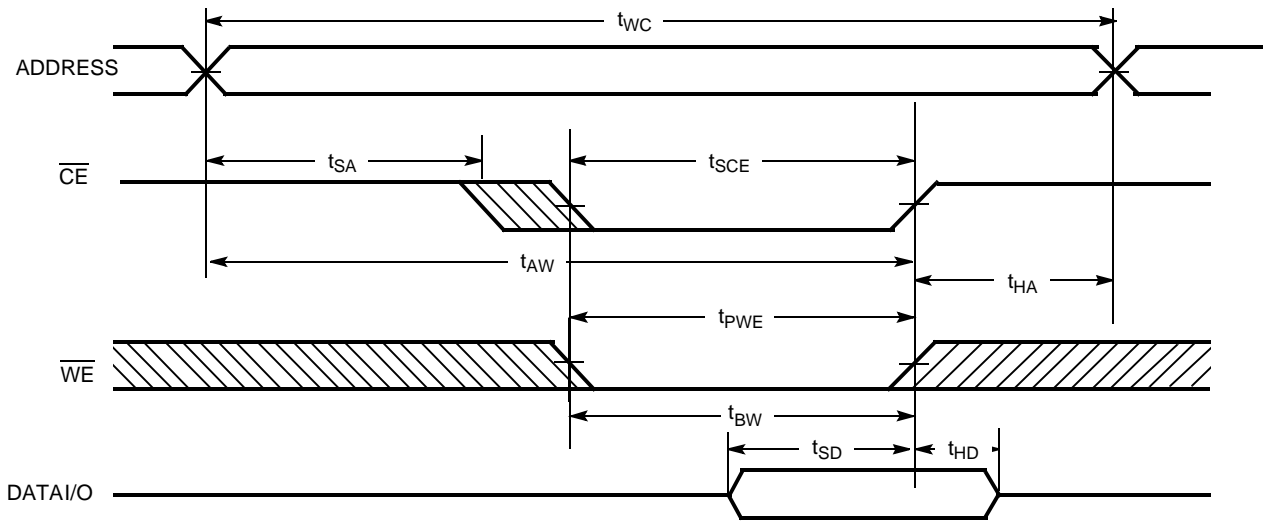 tWC
ADDRESS
tSA
tSCE
CE
tAW
tHA
tPWE
WE
tBW
tSD
tHD
DATAI/O